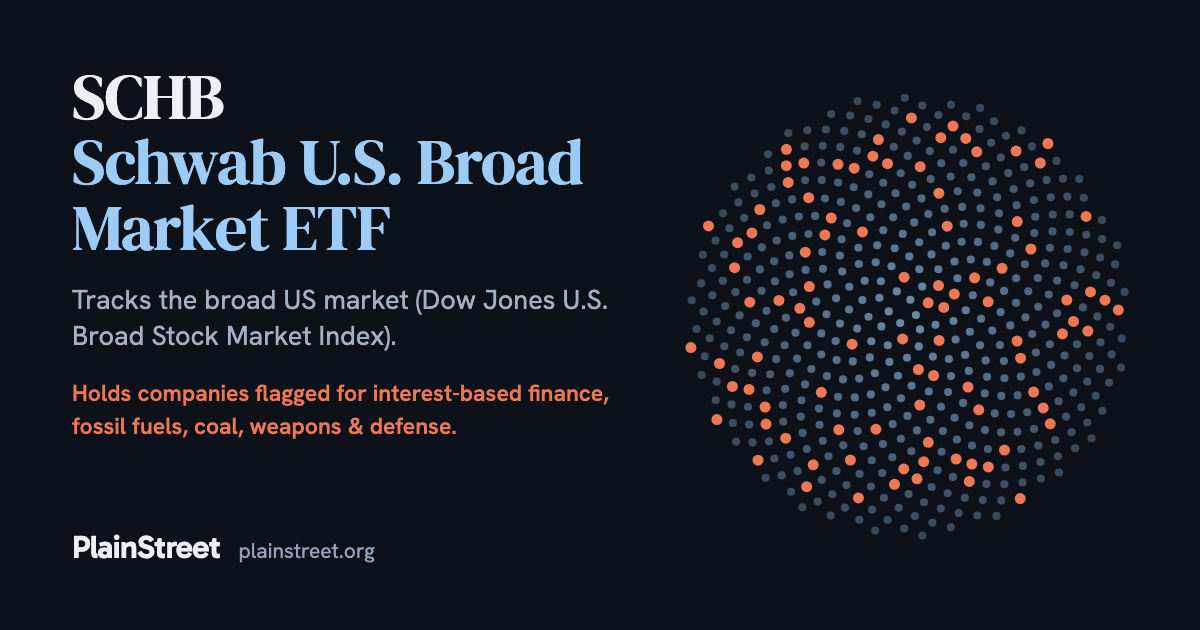 SCHB
Schwab U.S. Broad
Market ETF
Tracks the broad US market (Dow Jones U.S.
Broad Stock Market Index).
Holds companies flagged for interest-based finance,
fossil fuels, coal, weapons & defense.
PlainStreet plainstreet.org